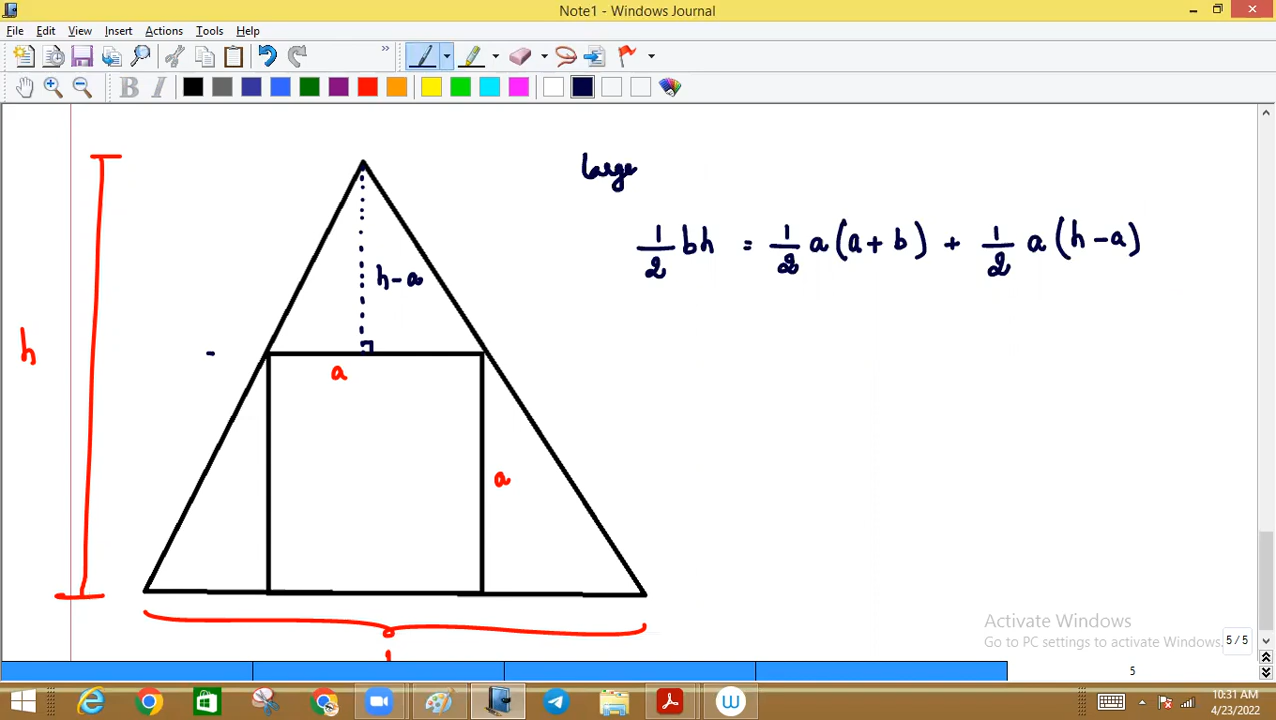 Note1 - Windows Journal
File Edit View Insert Actions Tools Help
B I
large
1/2 bh = 1/2 a(a+b) + 1/2 a(h-a)
h-a
h
a
a
Activate Windows
Go to PC settings to activate Windows.
5/5
5
10:31 AM
4/23/2022